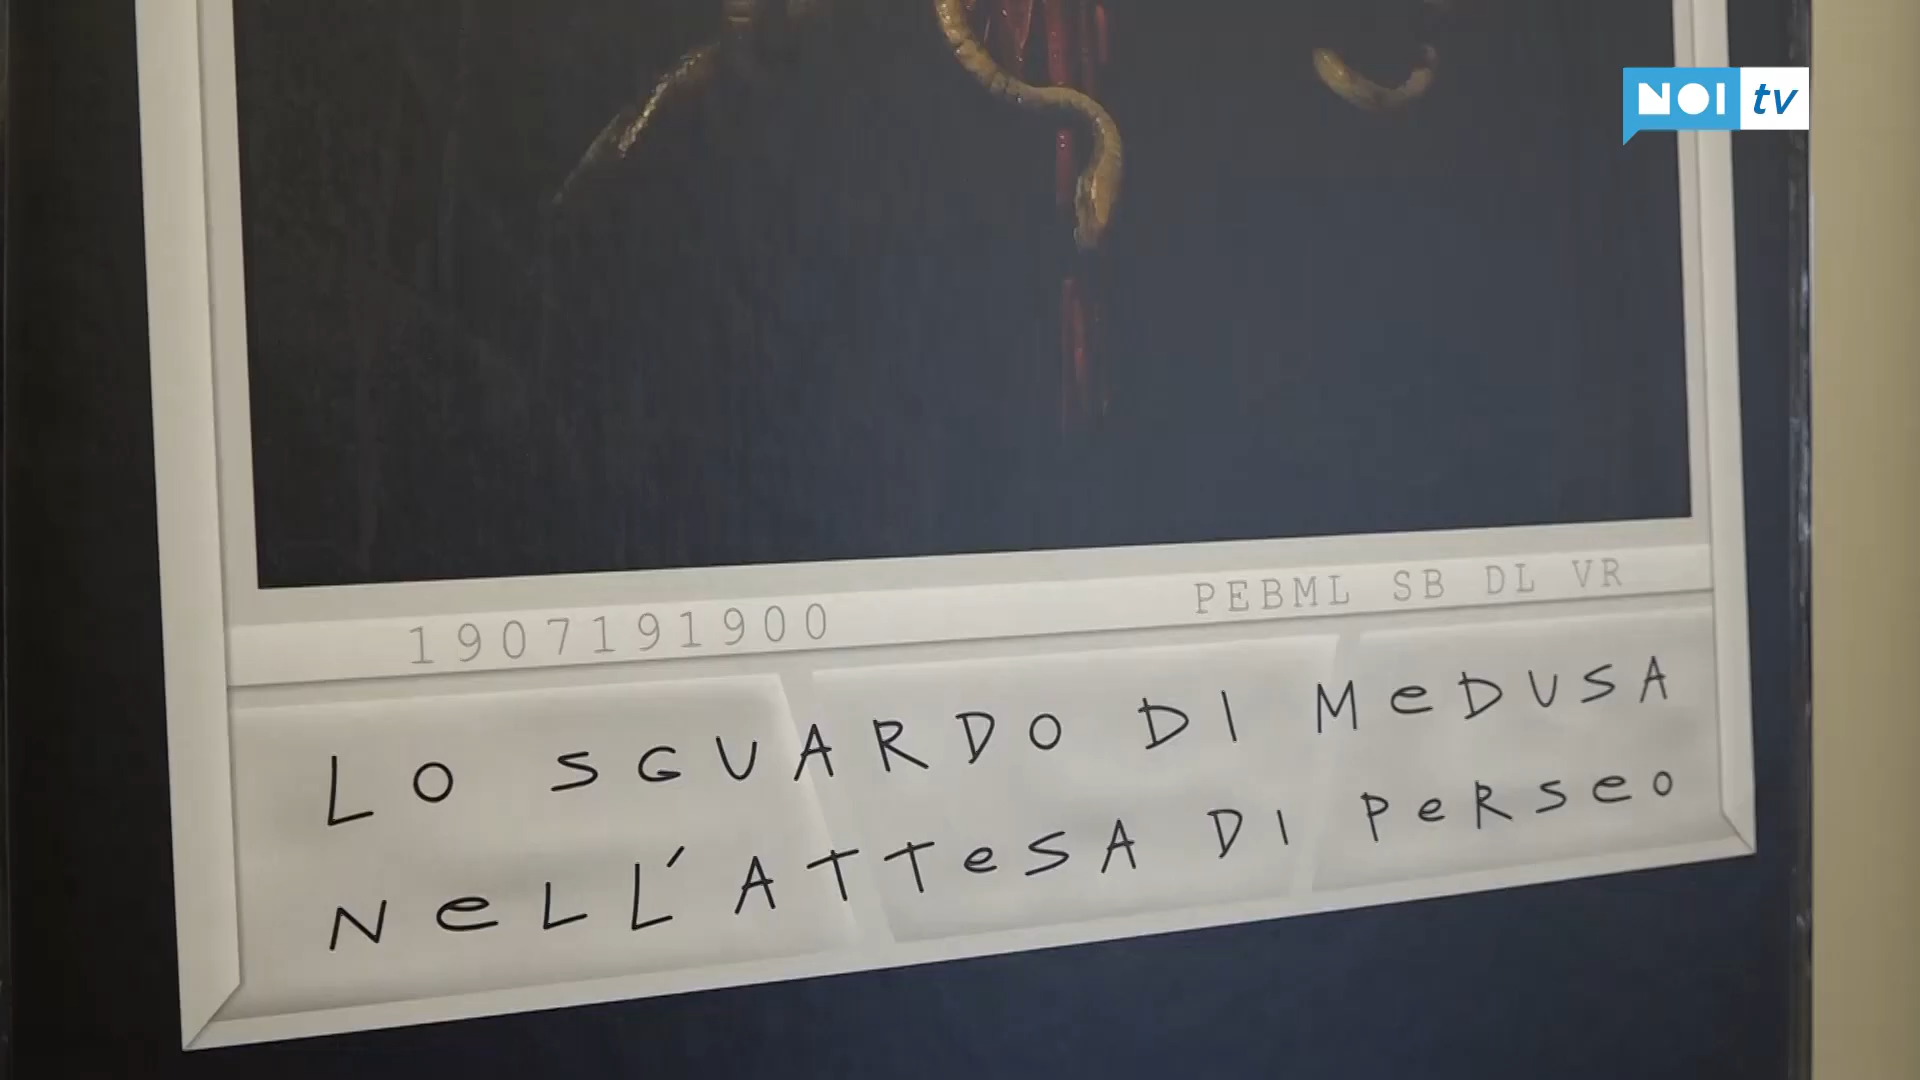 NOI tv
1907191900 PEBML SB DL VR
LO SGUARDO DI MeDUSA
NeLL'ATTeSA DI PeRSeO